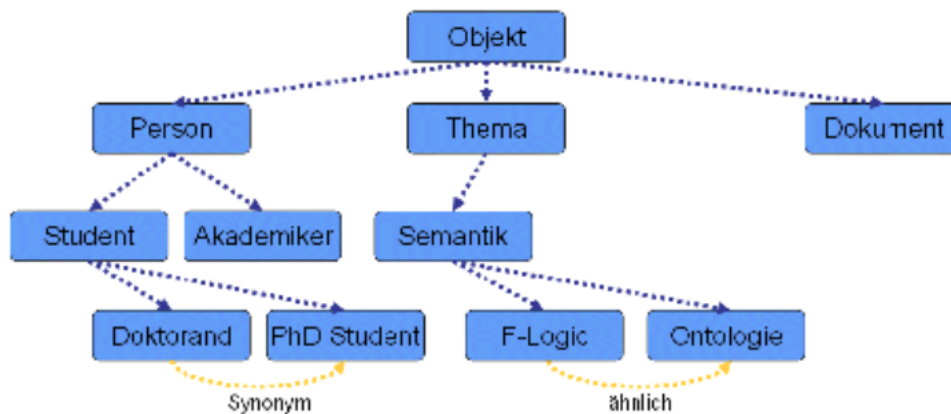 Objekt
Person
Thema
Dokument
Student
Akademiker
Semantik
Doktorand
PhD Student
F-Logic
Ontologie
Synonym
ähnlich